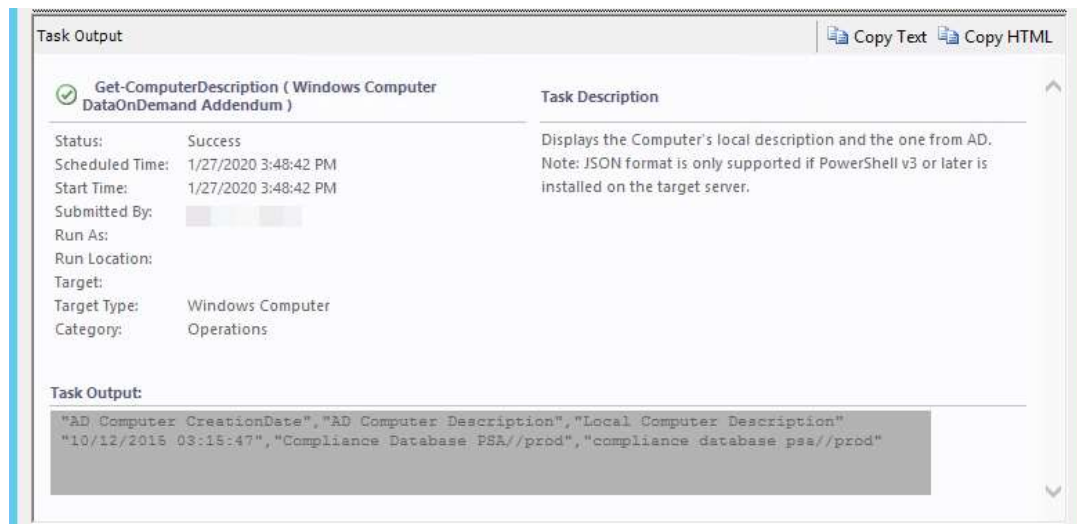 Task Output
Copy Text Copy HTML
Get-ComputerDescription ( Windows Computer
DataOnDemand Addendum )
Task Description
Status: Success
Scheduled Time: 1/27/2020 3:48:42 PM
Start Time: 1/27/2020 3:48:42 PM
Submitted By:
Run As:
Run Location:
Target:
Target Type: Windows Computer
Category: Operations
Displays the Computer's local description and the one from AD.
Note: JSON format is only supported if PowerShell v3 or later is
installed on the target server.
Task Output:
"AD Computer CreationDate","AD Computer Description","Local Computer Description"
"10/12/2015 03:15:47","Compliance Database PSA//prod","compliance database psa//prod"